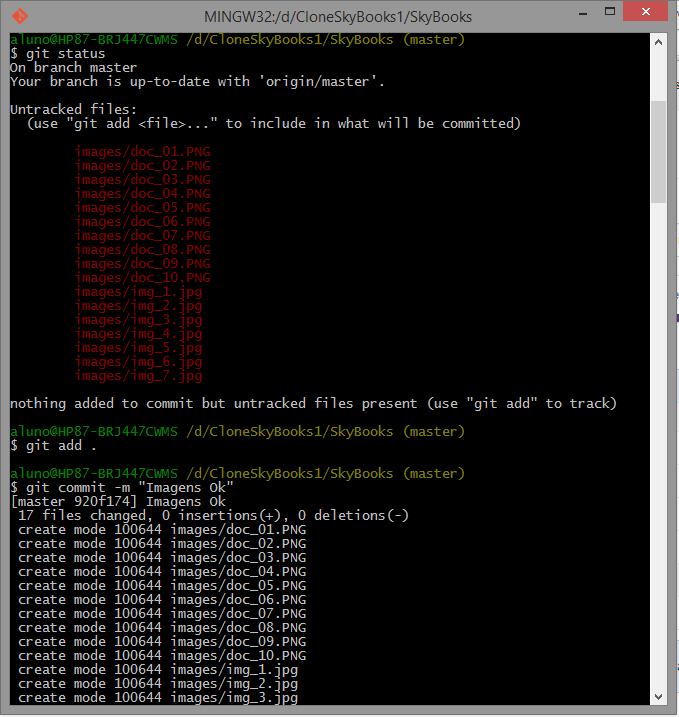 MINGW32:/d/CloneSkyBooks1/SkyBooks
aluno@HP87-BRJ447CWMS /d/CloneSkyBooks1/SkyBooks (master)
$ git status
On branch master
Your branch is up-to-date with 'origin/master'.
Untracked files:
(use "git add <file>..." to include in what will be committed)
images/doc_01.PNG
images/doc_02.PNG
images/doc_03.PNG
images/doc_04.PNG
images/doc_05.PNG
images/doc_06.PNG
images/doc_07.PNG
images/doc_08.PNG
images/doc_09.PNG
images/doc_10.PNG
images/img_1.jpg
images/img_2.jpg
images/img_3.jpg
images/img_4.jpg
images/img_5.jpg
images/img_6.jpg
images/img_7.jpg
nothing added to commit but untracked files present (use "git add" to track)
aluno@HP87-BRJ447CWMS /d/CloneSkyBooks1/SkyBooks (master)
$ git add .
aluno@HP87-BRJ447CWMS /d/CloneSkyBooks1/SkyBooks (master)
$ git commit -m "Imagens Ok"
[master 920f174] Imagens Ok
17 files changed, 0 insertions(+), 0 deletions(-)
create mode 100644 images/doc_01.PNG
create mode 100644 images/doc_02.PNG
create mode 100644 images/doc_03.PNG
create mode 100644 images/doc_04.PNG
create mode 100644 images/doc_05.PNG
create mode 100644 images/doc_06.PNG
create mode 100644 images/doc_07.PNG
create mode 100644 images/doc_08.PNG
create mode 100644 images/doc_09.PNG
create mode 100644 images/doc_10.PNG
create mode 100644 images/img_1.jpg
create mode 100644 images/img_2.jpg
create mode 100644 images/img_3.jpg